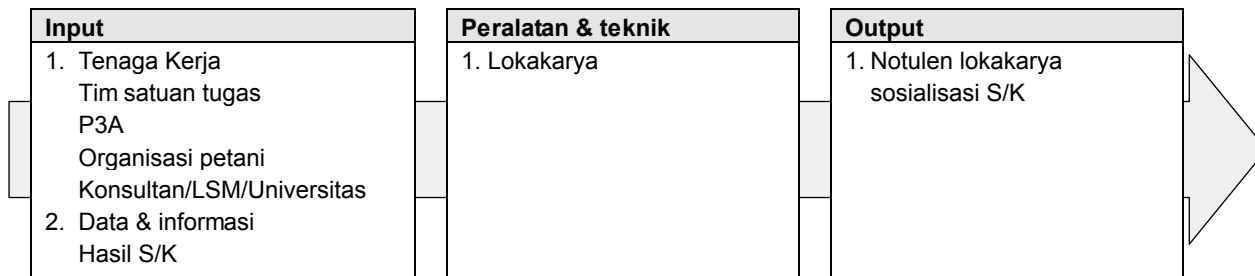 Input
1. Tenaga Kerja
Tim satuan tugas
P3A
Organisasi petani
Konsultan/LSM/Universitas
2. Data & informasi
Hasil S/K
Peralatan & teknik
1. Lokakarya
Output
1. Notulen lokakarya
sosialisasi S/K